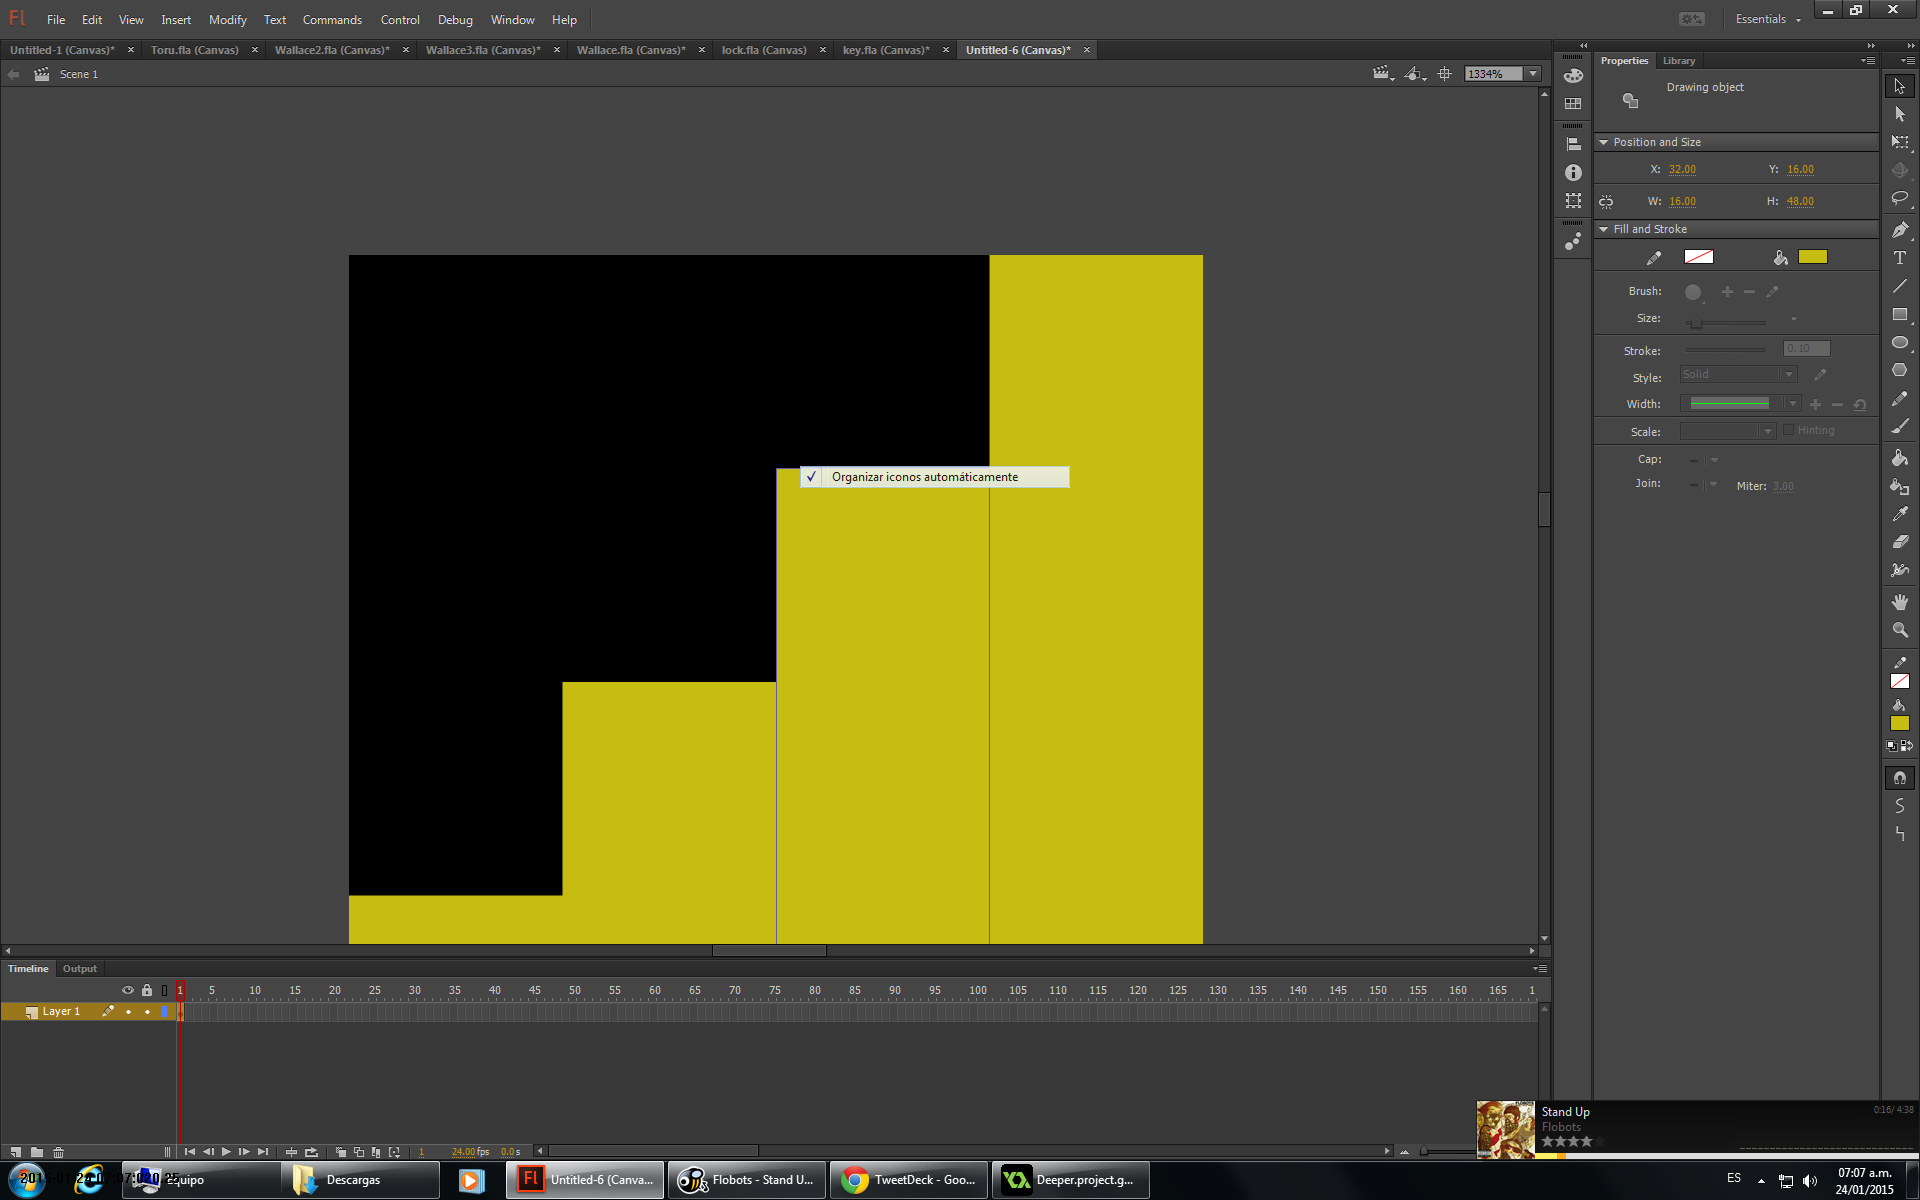 Fl File Edit View Insert Modify Text Commands Control Debug Window Help Essentials
Untitled-1 (Canvas)* Toru.fla (Canvas) Wallace2.fla (Canvas)* Wallace3.fla (Canvas)* Wallace.fla (Canvas)* lock.fla (Canvas) key.fla (Canvas)* Untitled-6 (Canvas)*
Scene 1
1334%
Properties Library
Drawing object
Position and Size
X: 32.00 Y: 16.00
W: 16.00 H: 48.00
Fill and Stroke
Brush:
Size:
Stroke: 0.10
Style: Solid
Width:
Scale: Hinting
Cap:
Join: Miter: 3.00
Organizar iconos automáticamente
Timeline Output
1 5 10 15 20 25 30 35 40 45 50 55 60 65 70 75 80 85 90 95 100 105 110 115 120 125 130 135 140 145 150 155 160 165 1
Layer 1
1 24.00 fps 0.0 s
Stand Up 0:16/ 4:38
Flobots
Equipo Descargas Fl Untitled-6 (Canva... Flobots - Stand U... TweetDeck - Goo... Deeper.project.g... ES
07:07 a.m.
24/01/2015